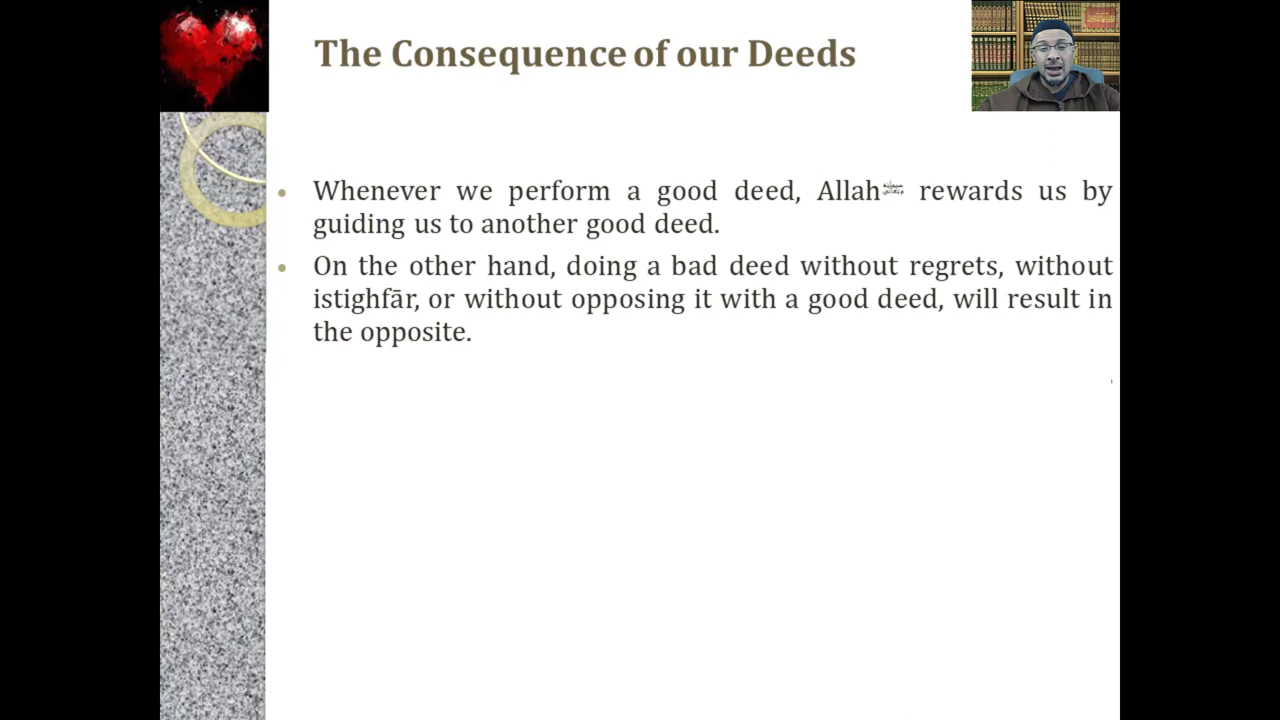 The Consequence of our Deeds
Whenever we perform a good deed, Allah سبحانه وتعالى rewards us by
guiding us to another good deed.
On the other hand, doing a bad deed without regrets, without
istighfār, or without opposing it with a good deed, will result in
the opposite.